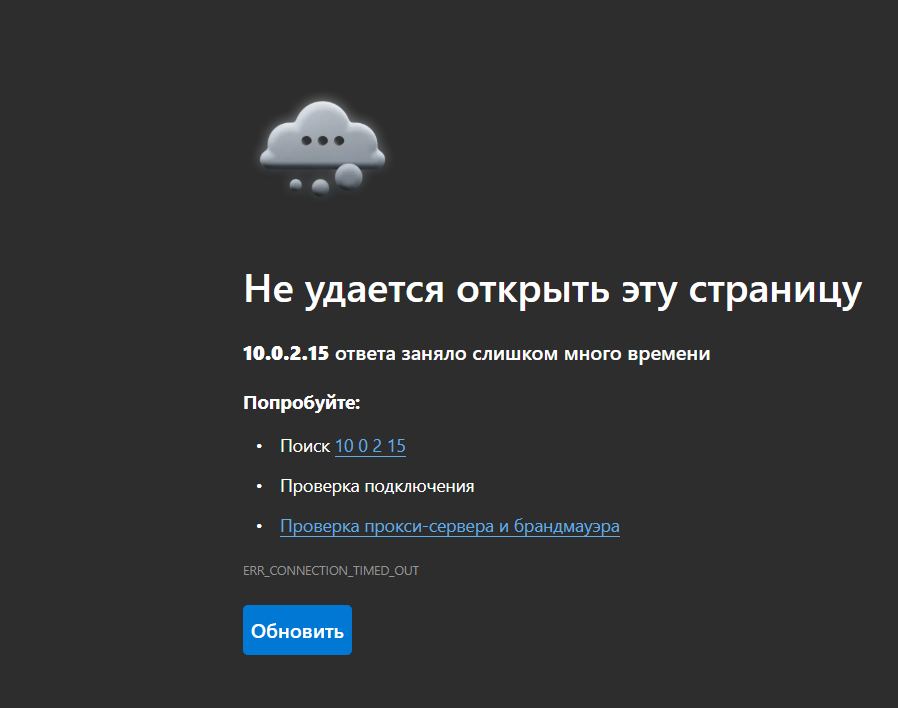 Не удается открыть эту страницу
10.0.2.15 ответа заняло слишком много времени
Попробуйте:
• Поиск 10 0 2 15
• Проверка подключения
• Проверка прокси-сервера и брандмауэра
ERR_CONNECTION_TIMED_OUT
Обновить